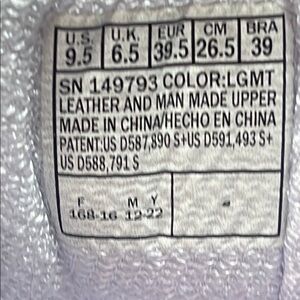 U.S. U.K. EUR CM BRA
9.5 6.5 39.5 26.5 39
SN 149793 COLOR:LGMT
LEATHER AND MAN MADE UPPER
MADE IN CHINA/HECHO EN CHINA
PATENT:US D587,890 S+US D591,493 S+
US D588,791 S
F M Y
168-16 12-22